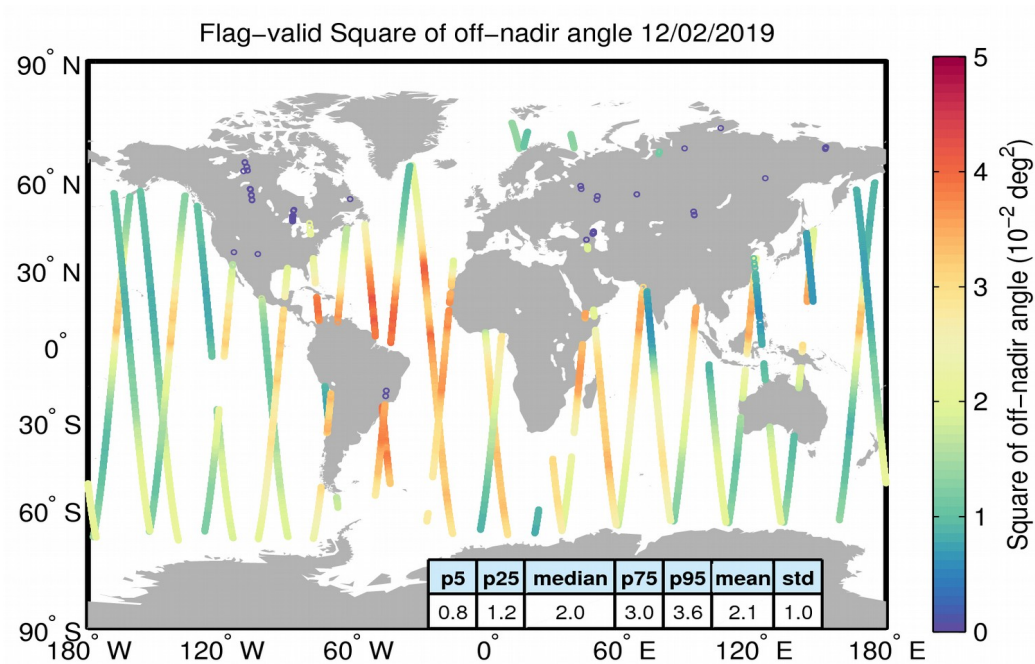 Flag−valid Square of off−nadir angle 12/02/2019
90° N
60° N
30° N
0°
30° S
60° S
90° S
180° W
120° W
60° W
0°
60° E
120° E
180° E
5
4
3
2
1
0
Square of off−nadir angle (10⁻² deg²)
p5 p25 median p75 p95 mean std
0.8 1.2 2.0 3.0 3.6 2.1 1.0